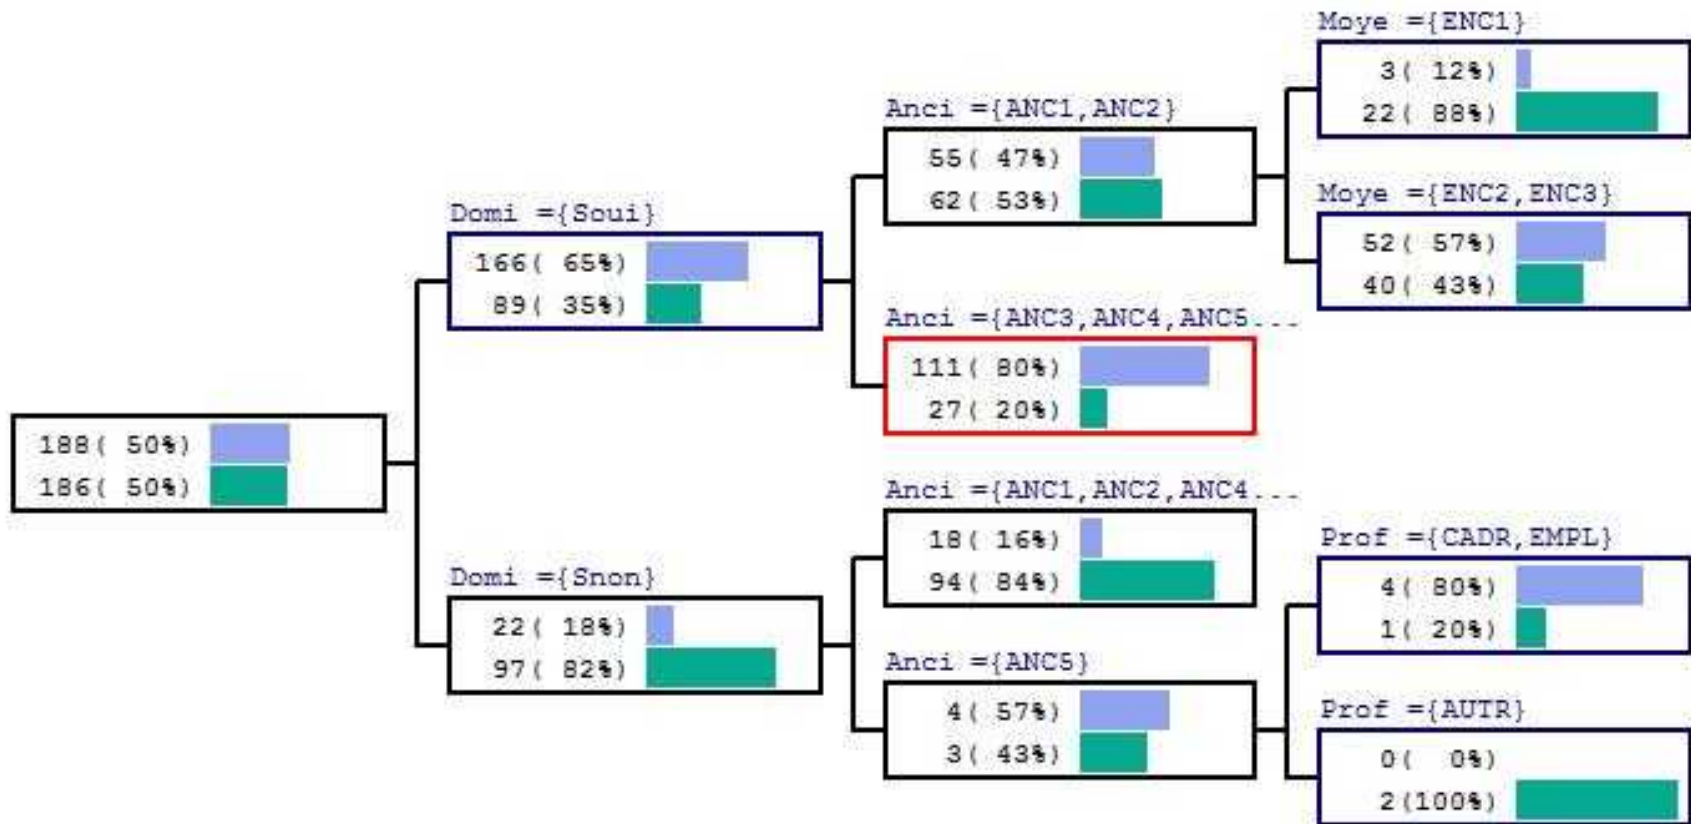 188( 50%)
186( 50%)
Domi ={Soui}
166( 65%)
89( 35%)
Domi ={Snon}
22( 18%)
97( 82%)
Anci ={ANC1,ANC2}
55( 47%)
62( 53%)
Anci ={ANC3,ANC4,ANC5...
111( 80%)
27( 20%)
Anci ={ANC1,ANC2,ANC4...
18( 16%)
94( 84%)
Anci ={ANC5}
4( 57%)
3( 43%)
Moye ={ENC1}
3( 12%)
22( 88%)
Moye ={ENC2,ENC3}
52( 57%)
40( 43%)
Prof ={CADR,EMPL}
4( 80%)
1( 20%)
Prof ={AUTR}
0( 0%)
2(100%)